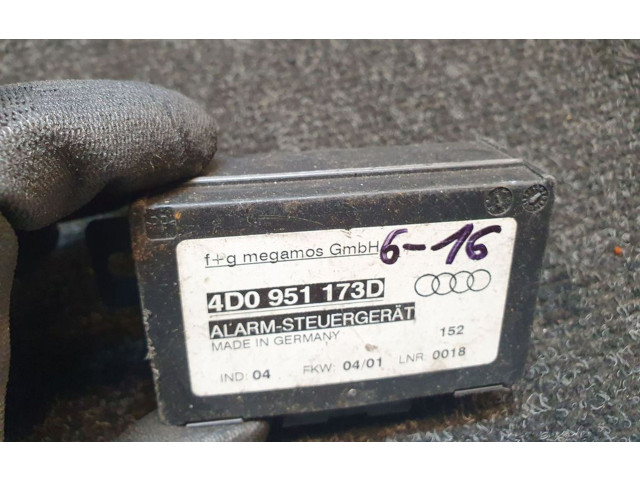 f+g megamos GmbH 6-16
4D0 951 173D
ALARM-STEUERGERÄT
MADE IN GERMANY 152
IND: 04 FKW: 04/01 LNR. 0018